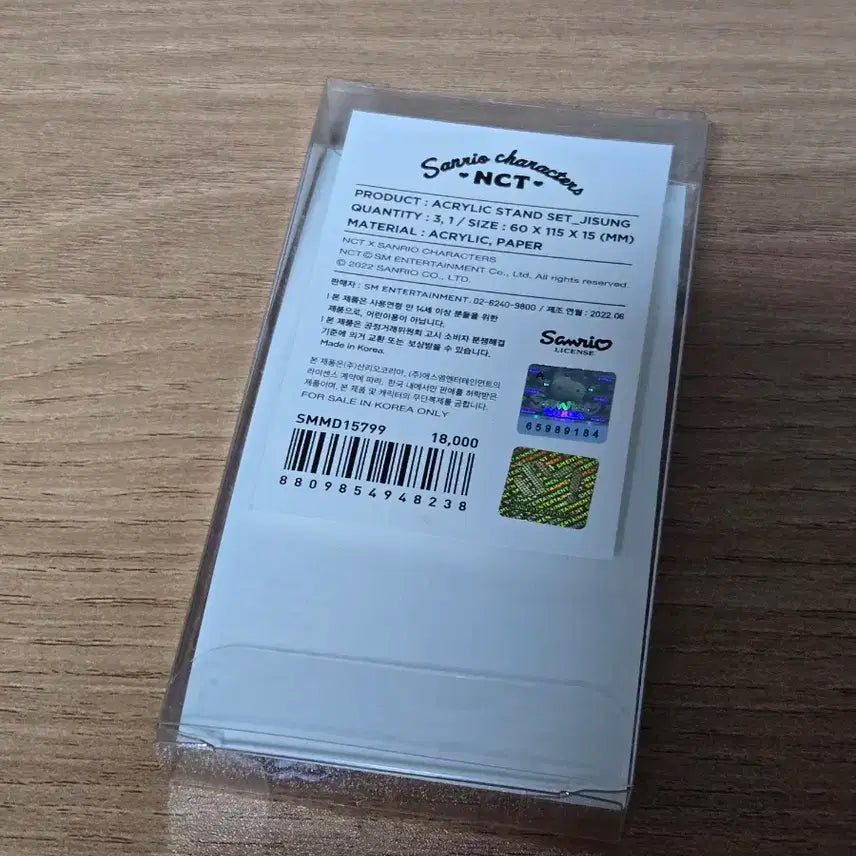 Sanrio characters
NCT
PRODUCT : ACRYLIC STAND SET_JISUNG
QUANTITY : 3, 1 / SIZE : 60 X 115 X 15 (MM)
MATERIAL : ACRYLIC, PAPER
NCT X SANRIO CHARACTERS
NCT ⓒ SM ENTERTAINMENT Co., Ltd. All rights reserved.
ⓒ 2022 SANRIO CO., LTD.
판매자 : SM ENTERTAINMENT. 02-6240-9800 / 제조 연월 : 2022.06
l 본 제품은 사용연령 만 14세 이상 분들을 위한
제품으로, 어린이용이 아닙니다.
l 본 제품은 공정거래위원회 고시 소비자 분쟁해결
기준에 의거 교환 또는 보상받을 수 있습니다.
Made in Korea.
Sanrio
LICENSE
본 제품은(주)산리오코리아, (주)에스엠엔터테인먼트의
라이센스 계약에 따라, 한국 내에서만 판매를 허락받은
제품이며, 본 제품 및 캐릭터의 무단복제를 금합니다.
FOR SALE IN KOREA ONLY
SMMD15799 18,000
8809854948238
65989184